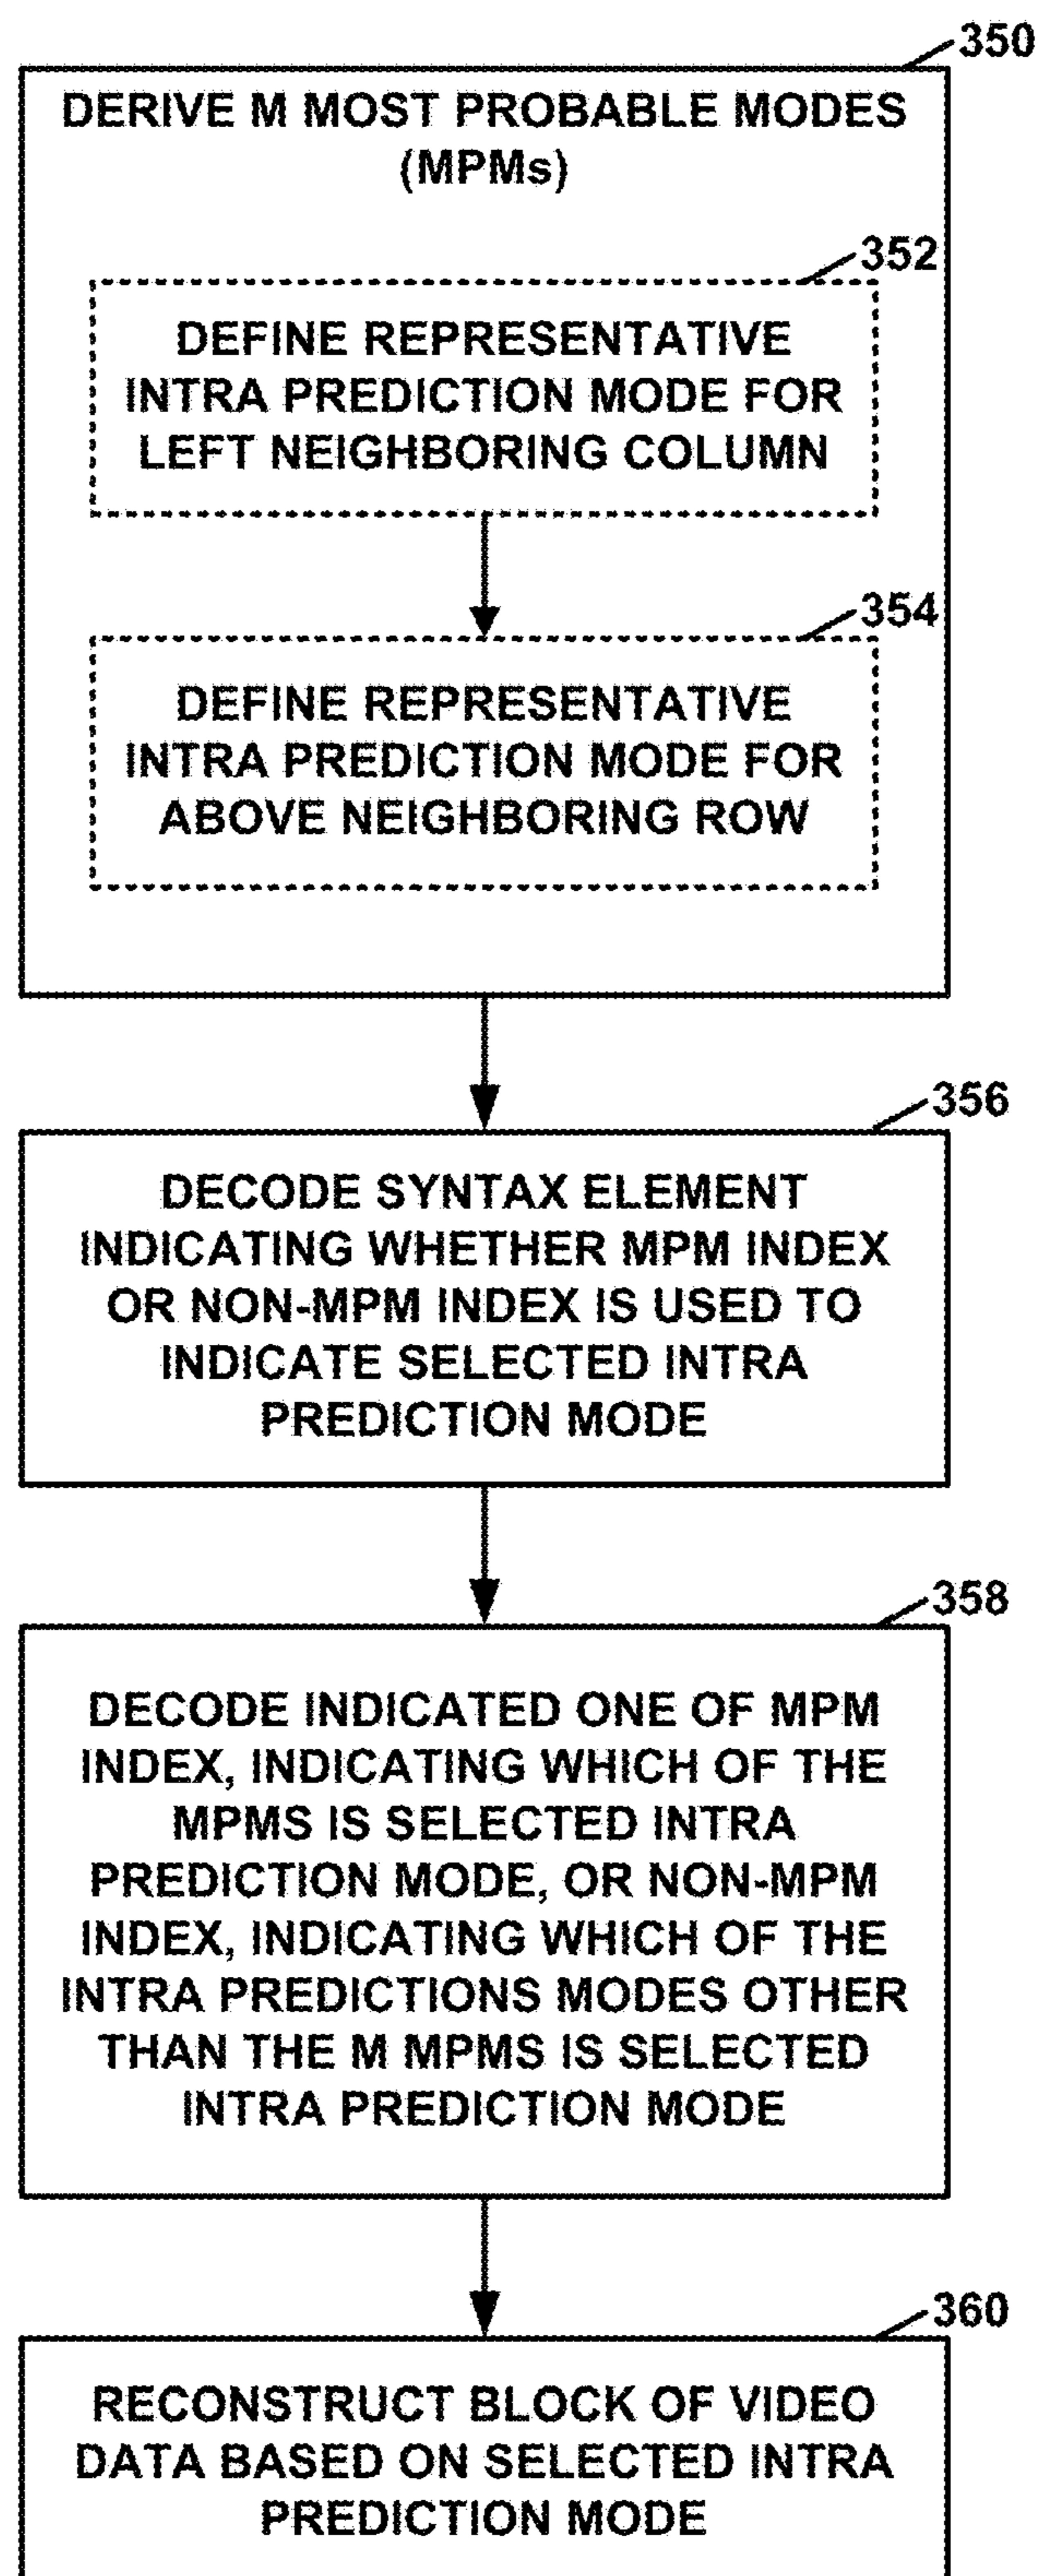 350
DERIVE M MOST PROBABLE MODES
(MPMs)
352
DEFINE REPRESENTATIVE
INTRA PREDICTION MODE FOR
LEFT NEIGHBORING COLUMN
354
DEFINE REPRESENTATIVE
INTRA PREDICTION MODE FOR
ABOVE NEIGHBORING ROW
356
DECODE SYNTAX ELEMENT
INDICATING WHETHER MPM INDEX
OR NON-MPM INDEX IS USED TO
INDICATE SELECTED INTRA
PREDICTION MODE
358
DECODE INDICATED ONE OF MPM
INDEX, INDICATING WHICH OF THE
MPMS IS SELECTED INTRA
PREDICTION MODE, OR NON-MPM
INDEX, INDICATING WHICH OF THE
INTRA PREDICTIONS MODES OTHER
THAN THE M MPMS IS SELECTED
INTRA PREDICTION MODE
360
RECONSTRUCT BLOCK OF VIDEO
DATA BASED ON SELECTED INTRA
PREDICTION MODE